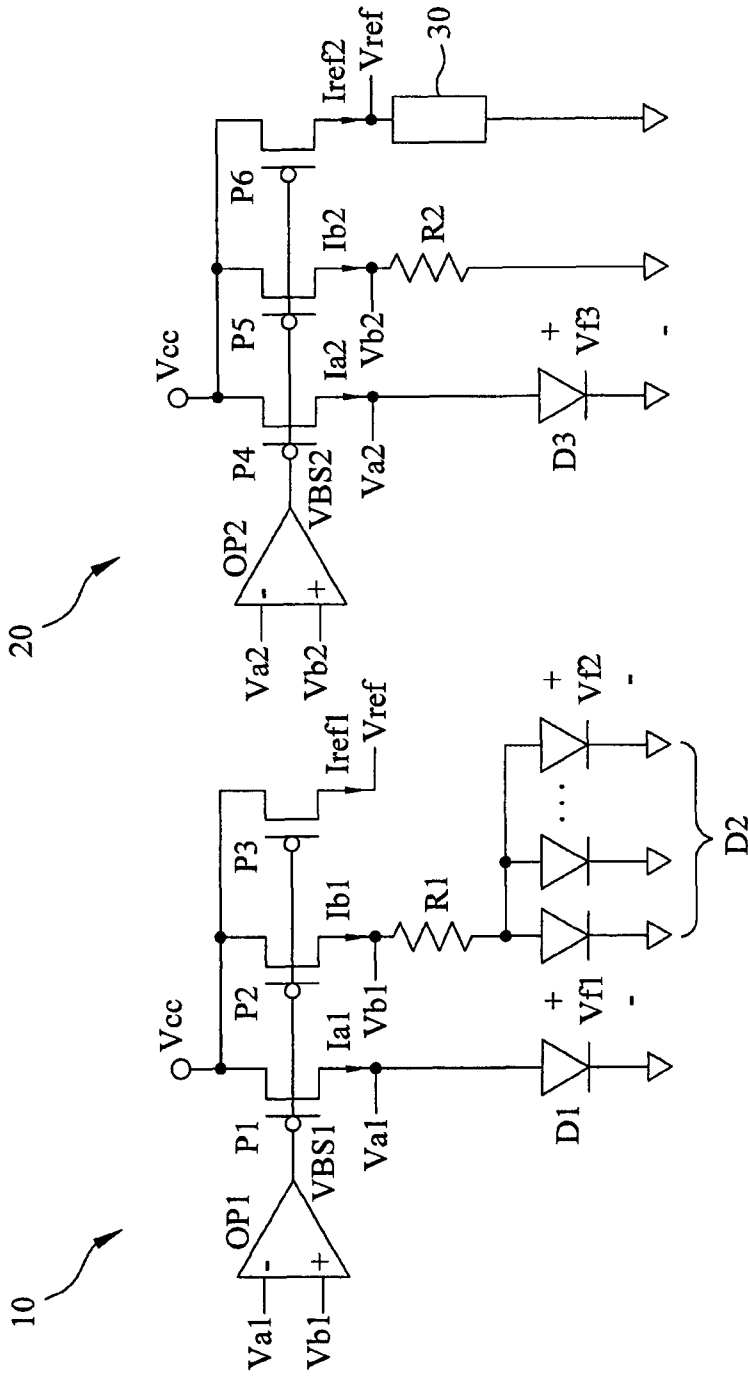 10
Vcc
P1
P2
P3
OP1
-
+
Va1
Vb1
VBS1
Ia1
Ib1
Iref1
Va1
Vb1
Vref
R1
D1
+
Vf1
-
...
+
Vf2
-
D2
20
Vcc
P4
P5
P6
OP2
-
+
Va2
Vb2
VBS2
Ia2
Ib2
Iref2
Va2
Vb2
Vref
R2
30
D3
+
Vf3
-